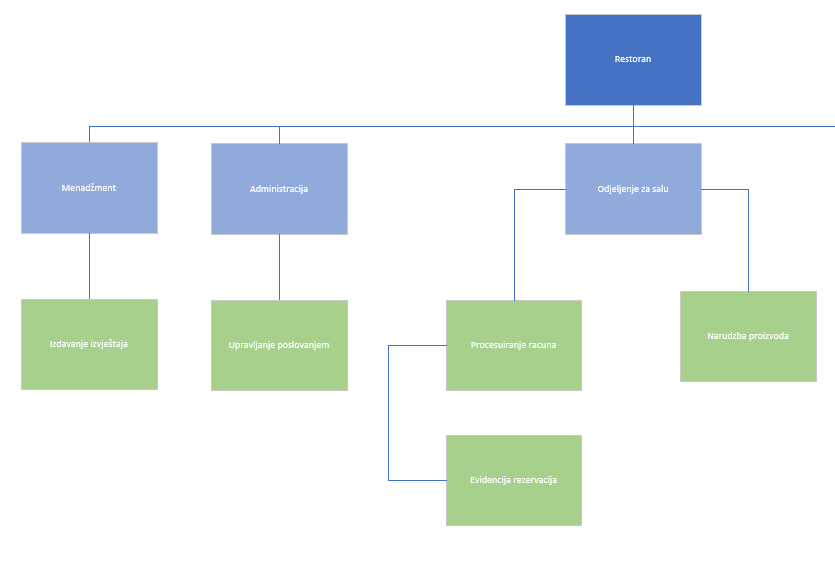 Restoran
Menadžment
Administracija
Odjeljenje za salu
Izdavanje izvještaja
Upravljanje poslovanjem
Procesuiranje racuna
Narudzba proizvoda
Evidencija rezervacija